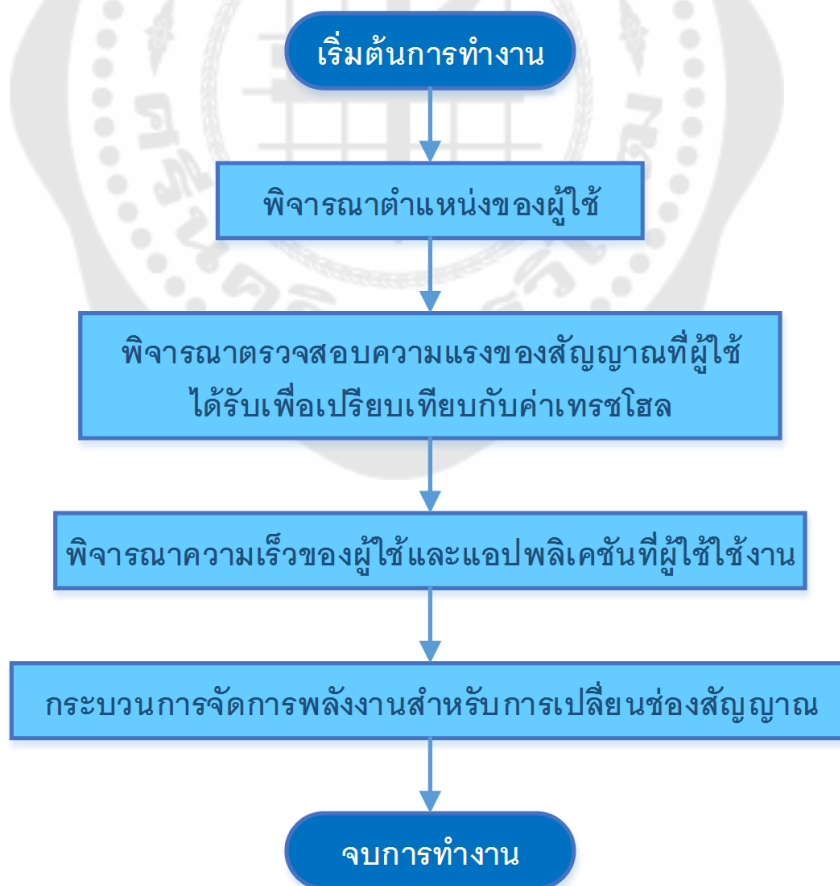 เริ่มต้นการทำงาน
พิจารณาตำแหน่งของผู้ใช้
พิจารณาตรวจสอบความแรงของสัญญาณที่ผู้ใช้
ได้รับเพื่อเปรียบเทียบกับค่าเทรชโฮล
พิจารณาความเร็วของผู้ใช้และแอปพลิเคชันที่ผู้ใช้ใช้งาน
กระบวนการจัดการพลังงานสำหรับการเปลี่ยนช่องสัญญาณ
จบการทำงาน